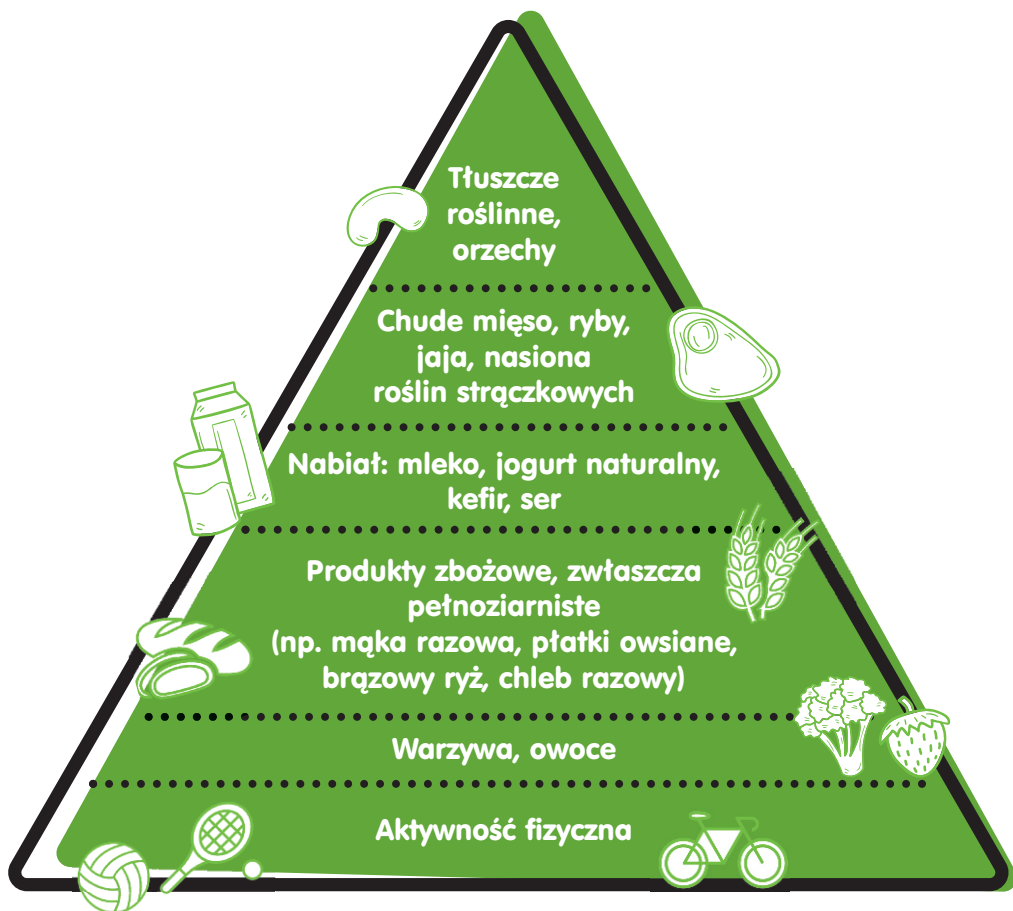 Tłuszcze
roślinne,
orzechy
Chude mięso, ryby,
jaja, nasiona
roślin strączkowych
Nabiał: mleko, jogurt naturalny,
kefir, ser
Produkty zbożowe, zwłaszcza
pełnoziarniste
(np. mąka razowa, płatki owsiane,
brązowy ryż, chleb razowy)
Warzywa, owoce
Aktywność fizyczna